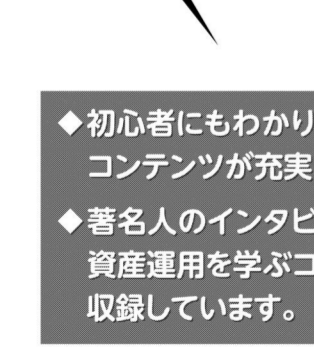 ◆初心者にもわかり
コンテンツが充実
◆著名人のインタビ
資産運用を学ぶコ
収録しています。